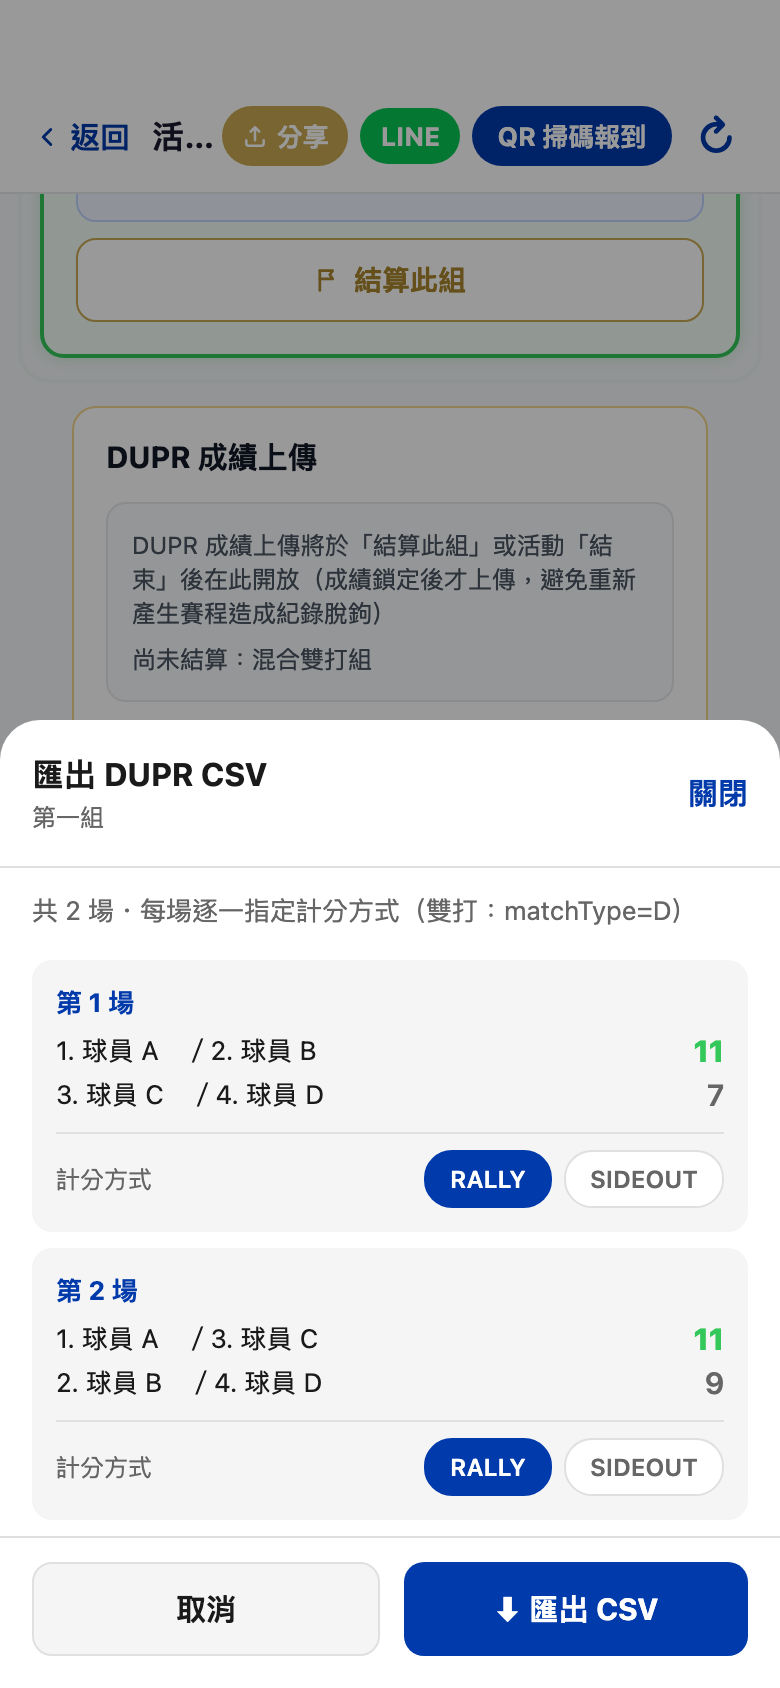 返回 活... 分享 LINE QR 掃碼報到
結算此組
DUPR 成績上傳
DUPR 成績上傳將於「結算此組」或活動「結
束」後在此開放（成績鎖定後才上傳，避免重新
產生賽程造成紀錄脫鉤）
尚未結算：混合雙打組
匯出 DUPR CSV
第一組
關閉
共 2 場・每場逐一指定計分方式（雙打：matchType=D）
第 1 場
1. 球員 A / 2. 球員 B 11
3. 球員 C / 4. 球員 D 7
計分方式 RALLY SIDEOUT
第 2 場
1. 球員 A / 3. 球員 C 11
2. 球員 B / 4. 球員 D 9
計分方式 RALLY SIDEOUT
取消 匯出 CSV